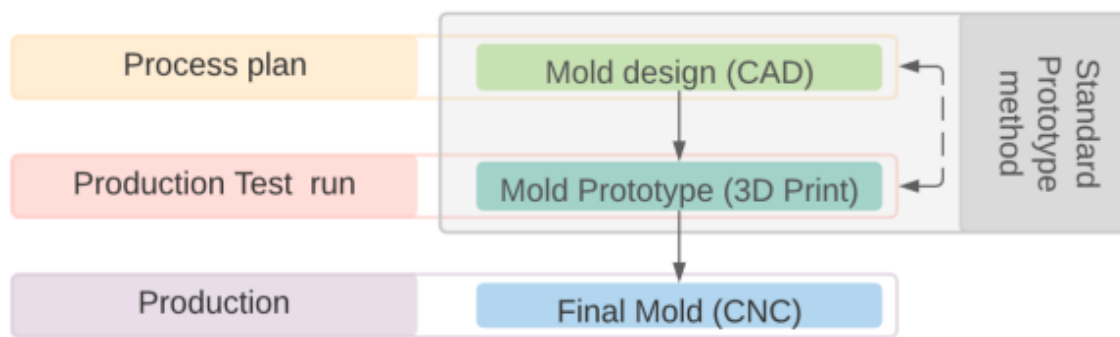 Process plan
Mold design (CAD)
Production Test run
Mold Prototype (3D Print)
Production
Final Mold (CNC)
Standard
Prototype
method